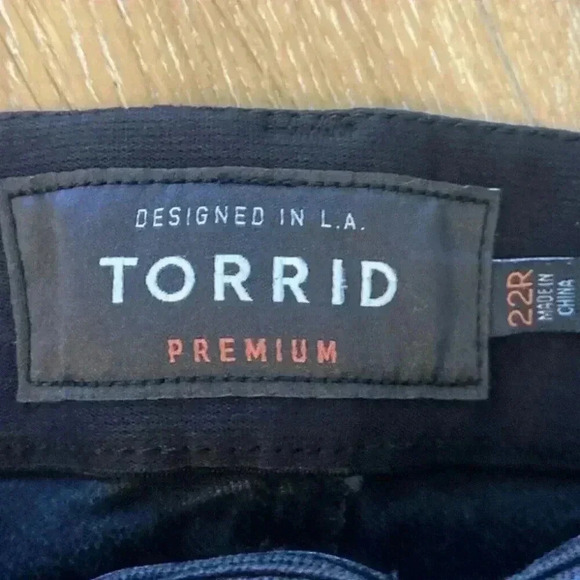 DESIGNED IN L.A.
TORRID
PREMIUM
22R
MADE IN
CHINA